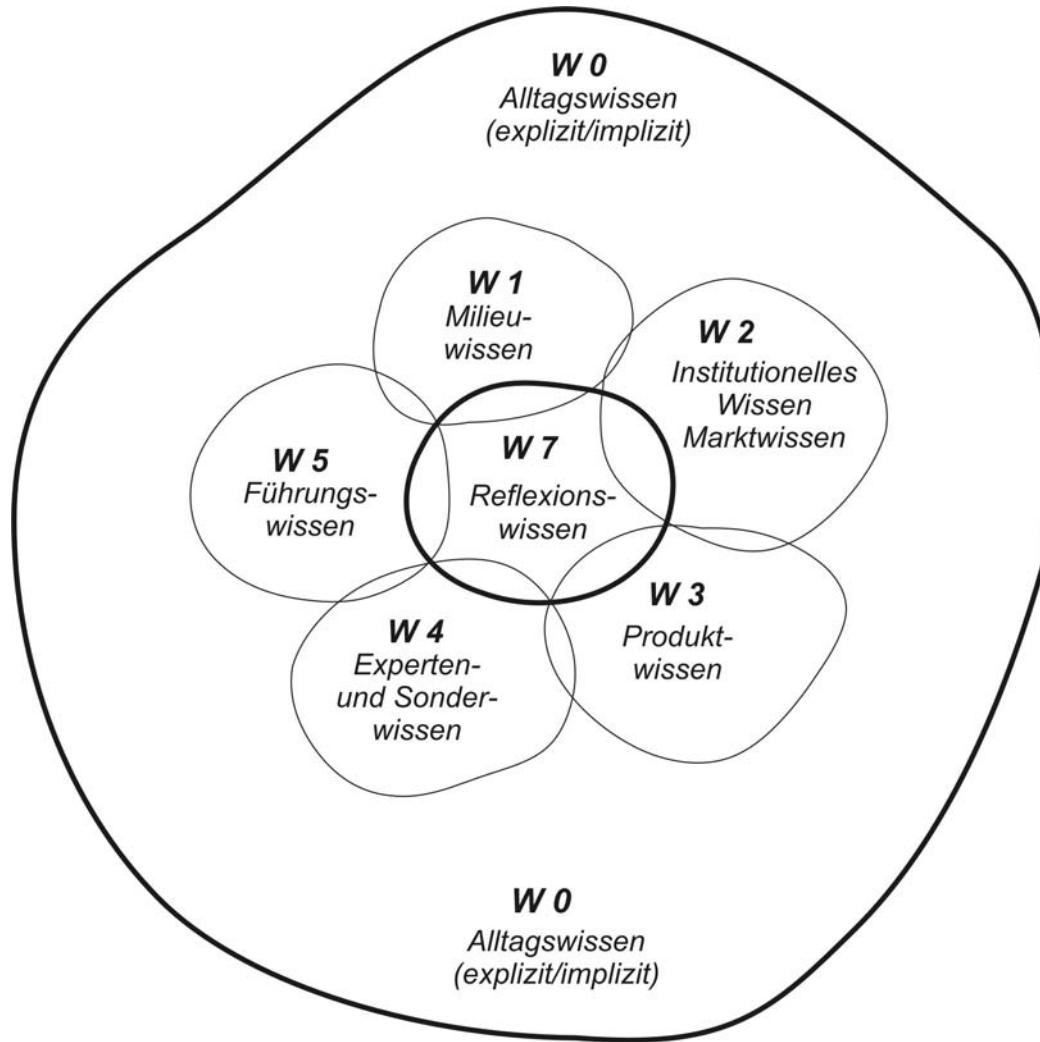 W 0
Alltagswissen
(explizit/implizit)
W 1
Milieu-
wissen
W 2
Institutionelles
Wissen
Marktwissen
W 5
Führungs-
wissen
W 7
Reflexions-
wissen
W 3
Produkt-
wissen
W 4
Experten-
und Sonder-
wissen
W 0
Alltagswissen
(explizit/implizit)